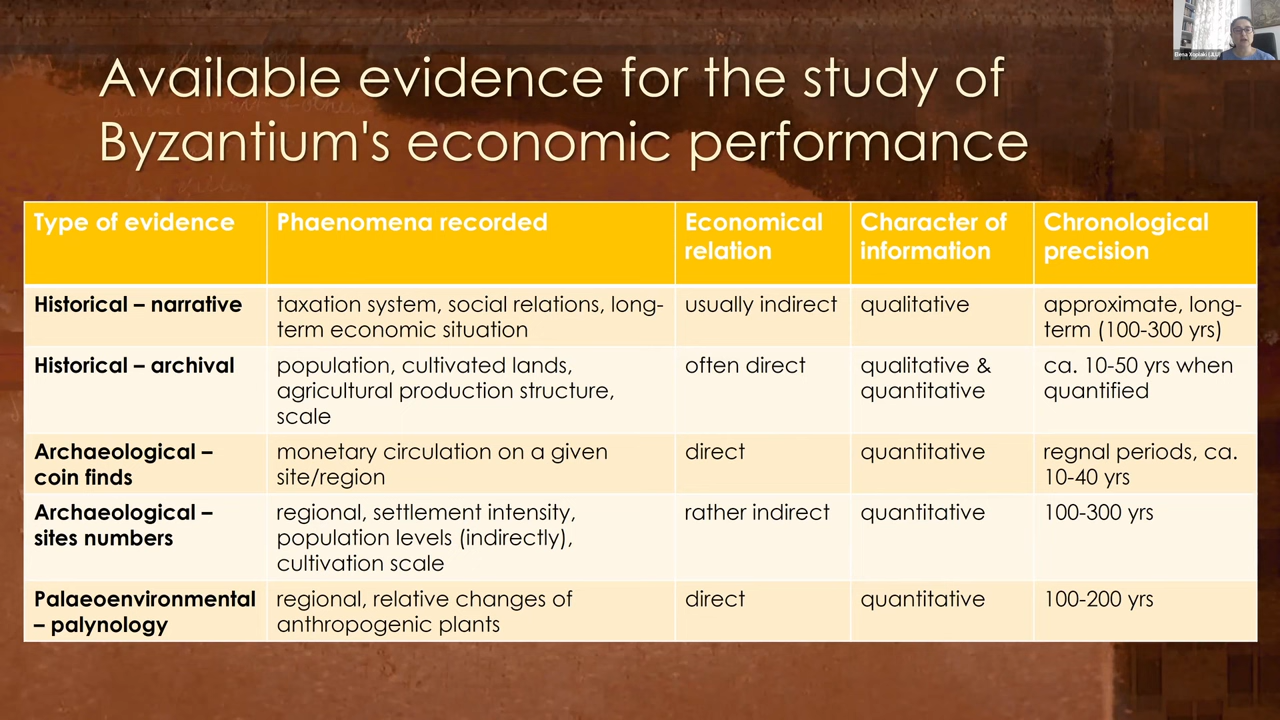 Available evidence for the study of
Byzantium's economic performance
Type of evidence
Phaenomena recorded
Economical
relation
Character of
information
Chronological
precision
Historical – narrative
taxation system, social relations, long-
term economic situation
usually indirect
qualitative
approximate, long-
term (100-300 yrs)
Historical – archival
population, cultivated lands,
agricultural production structure,
scale
often direct
qualitative &
quantitative
ca. 10-50 yrs when
quantified
Archaeological –
coin finds
monetary circulation on a given
site/region
direct
quantitative
regnal periods, ca.
10-40 yrs
Archaeological –
sites numbers
regional, settlement intensity,
population levels (indirectly),
cultivation scale
rather indirect
quantitative
100-300 yrs
Palaeoenvironmental
– palynology
regional, relative changes of
anthropogenic plants
direct
quantitative
100-200 yrs
Elena Xoplaki